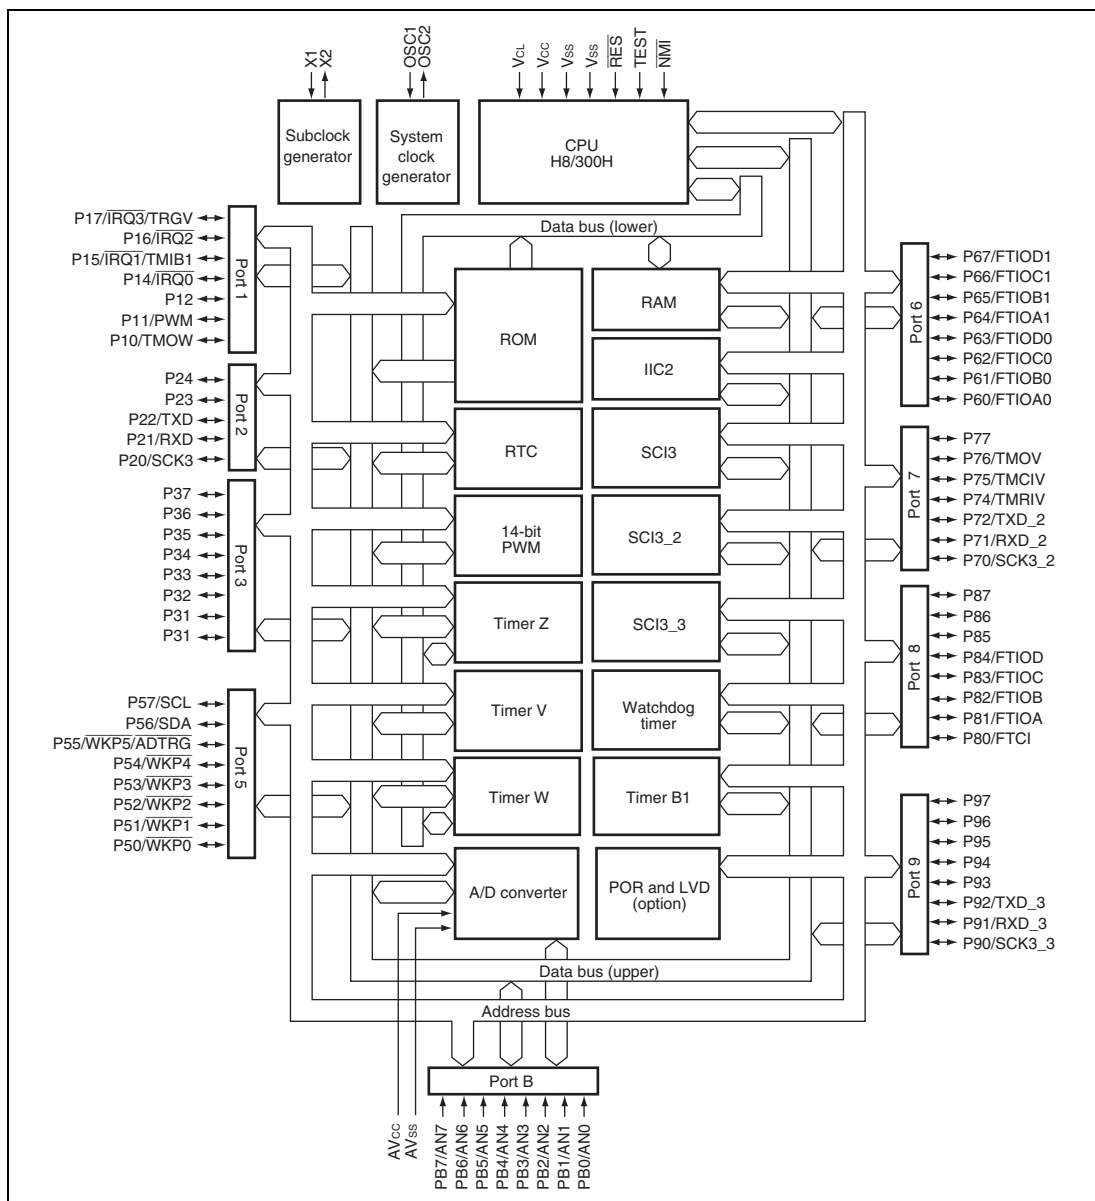 X1
X2
OSC1
OSC2
VCL
VCC
VSS
VSS
RES
TEST
NMI
Subclock
generator
System
clock
generator
CPU
H8/300H
Data bus (lower)
P17/IRQ3/TRGV
P16/IRQ2
P15/IRQ1/TMIB1
P14/IRQ0
P12
P11/PWM
P10/TMOW
Port 1
P24
P23
P22/TXD
P21/RXD
P20/SCK3
Port 2
P37
P36
P35
P34
P33
P32
P31
P31
Port 3
P57/SCL
P56/SDA
P55/WKP5/ADTRG
P54/WKP4
P53/WKP3
P52/WKP2
P51/WKP1
P50/WKP0
Port 5
ROM
RAM
IIC2
RTC
SCI3
14-bit
PWM
SCI3_2
Timer Z
SCI3_3
Timer V
Watchdog
timer
Timer W
Timer B1
A/D converter
POR and LVD
(option)
Port 6
P67/FTIOD1
P66/FTIOC1
P65/FTIOB1
P64/FTIOA1
P63/FTIOD0
P62/FTIOC0
P61/FTIOB0
P60/FTIOA0
Port 7
P77
P76/TMOV
P75/TMCIV
P74/TMRIV
P72/TXD_2
P71/RXD_2
P70/SCK3_2
Port 8
P87
P86
P85
P84/FTIOD
P83/FTIOC
P82/FTIOB
P81/FTIOA
P80/FTCI
Port 9
P97
P96
P95
P94
P93
P92/TXD_3
P91/RXD_3
P90/SCK3_3
Data bus (upper)
Address bus
Port B
AVCC
AVSS
PB7/AN7
PB6/AN6
PB5/AN5
PB4/AN4
PB3/AN3
PB2/AN2
PB1/AN1
PB0/AN0